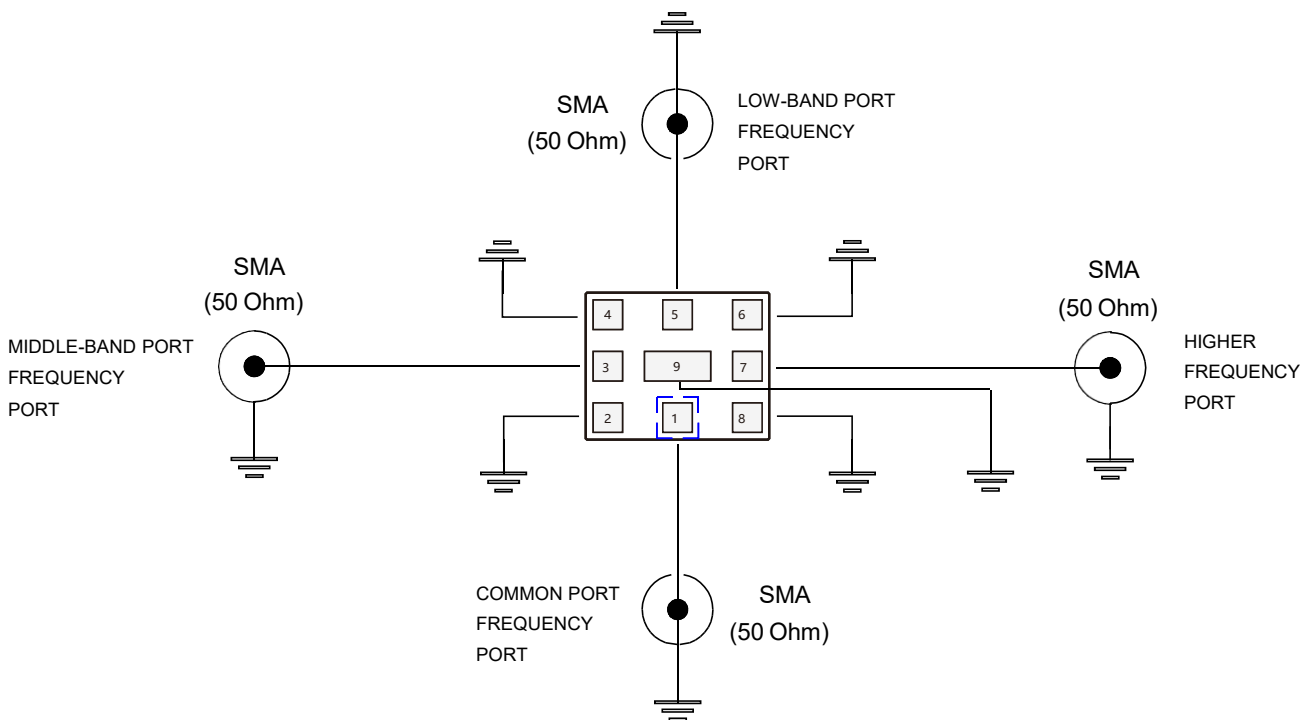 SMA
(50 Ohm)
LOW-BAND PORT
FREQUENCY
PORT
SMA
(50 Ohm)
MIDDLE-BAND PORT
FREQUENCY
PORT
4
5
6
3
9
7
2
1
8
SMA
(50 Ohm)
HIGHER
FREQUENCY
PORT
COMMON PORT
FREQUENCY
PORT
SMA
(50 Ohm)